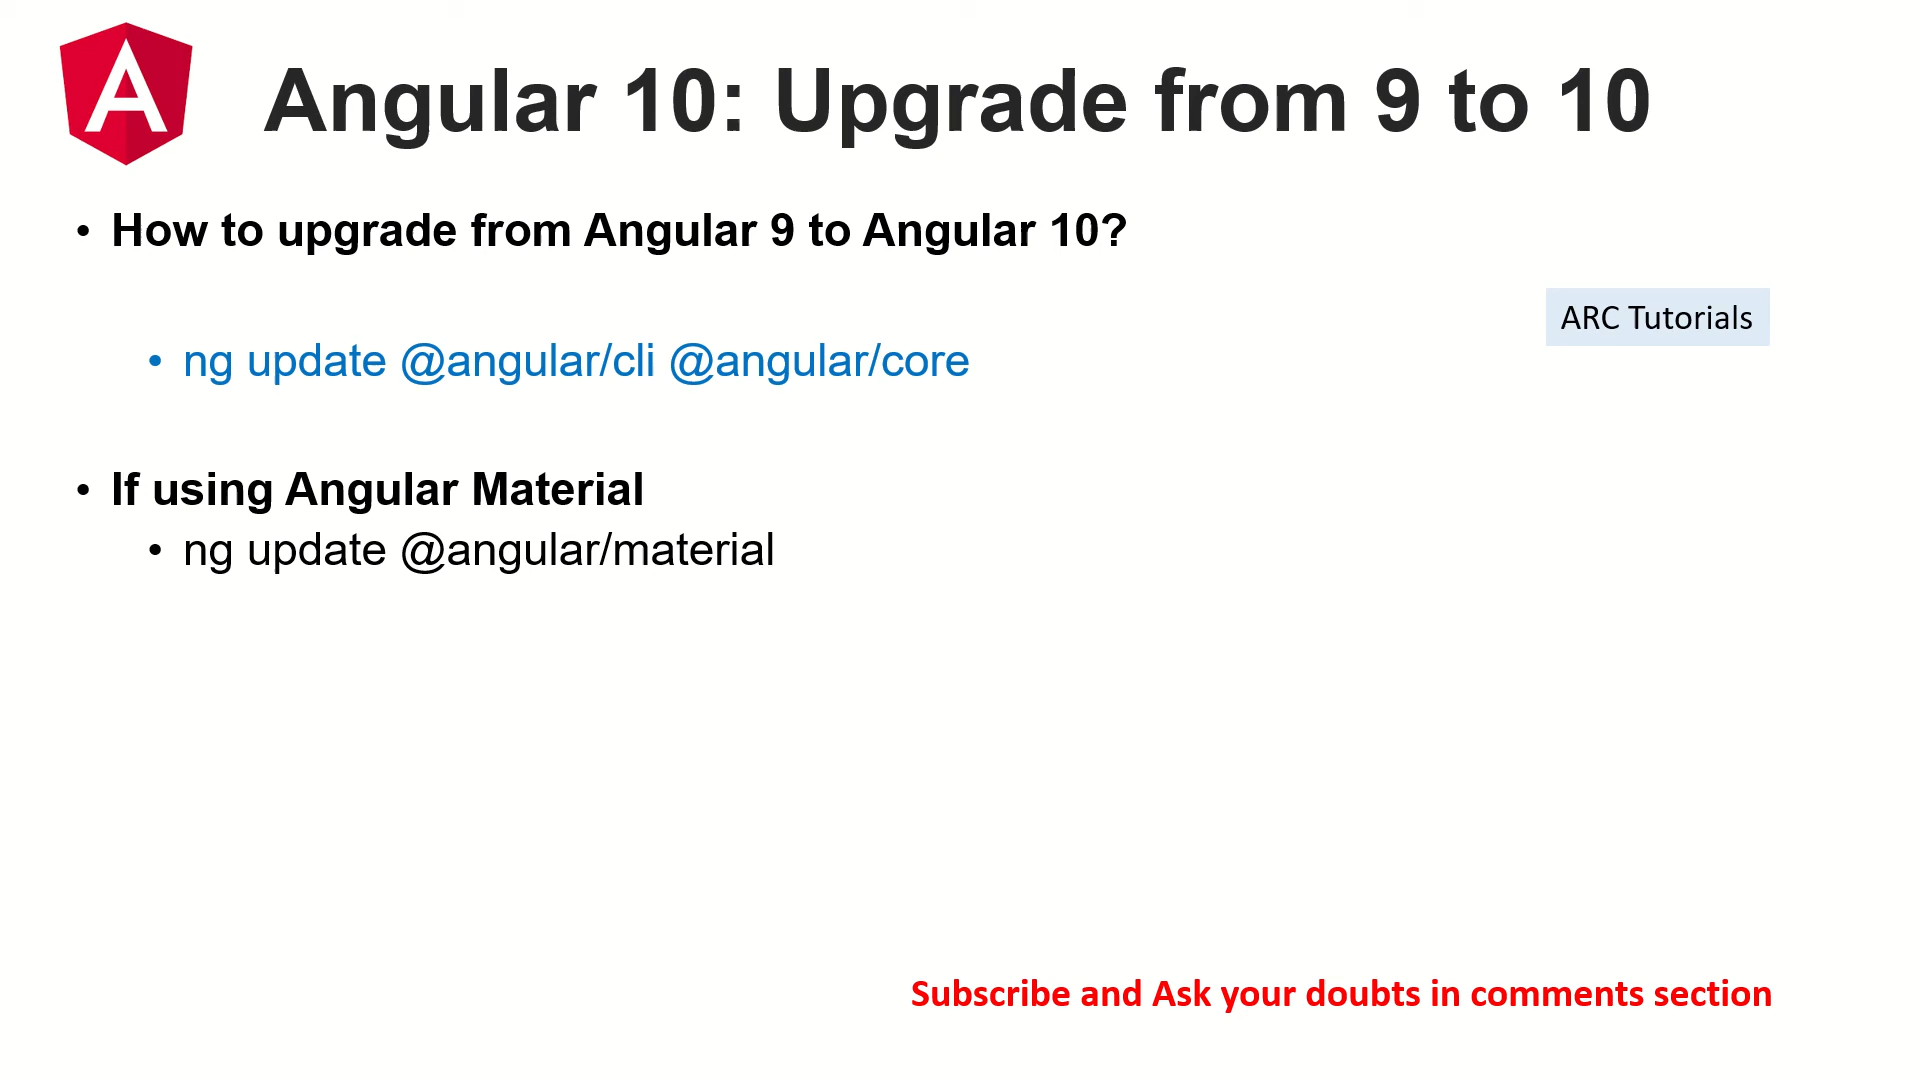 Angular 10: Upgrade from 9 to 10
• How to upgrade from Angular 9 to Angular 10?
ARC Tutorials
• ng update @angular/cli @angular/core
• If using Angular Material
• ng update @angular/material
Subscribe and Ask your doubts in comments section